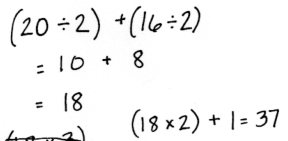 (20 ÷ 2) + (16 ÷ 2)
= 10 + 8
= 18
(18 × 2) + 1 = 37